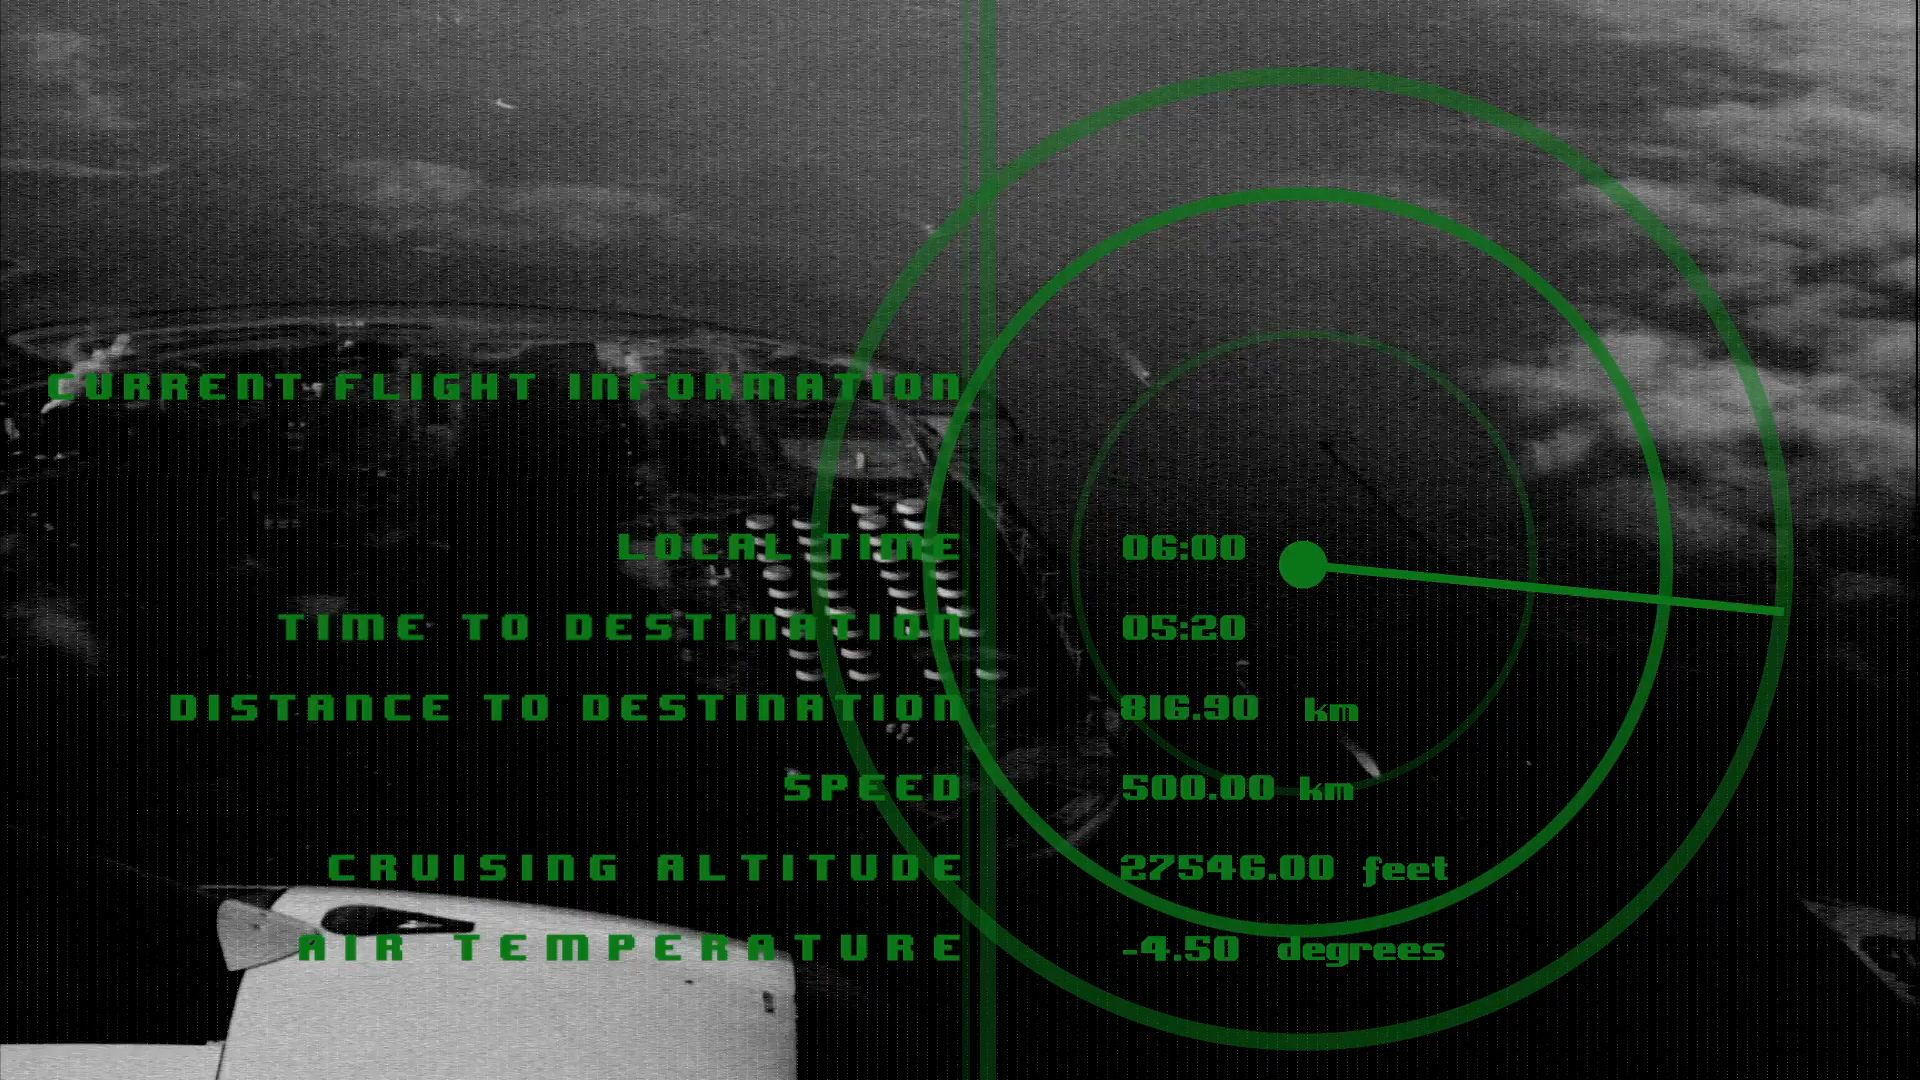 CURRENT FLIGHT INFORMATION
LOCAL TIME 06:00
TIME TO DESTINATION 05:20
DISTANCE TO DESTINATION 816.90 km
SPEED 500.00 km
CRUISING ALTITUDE 27546.00 feet
AIR TEMPERATURE -4.50 degrees